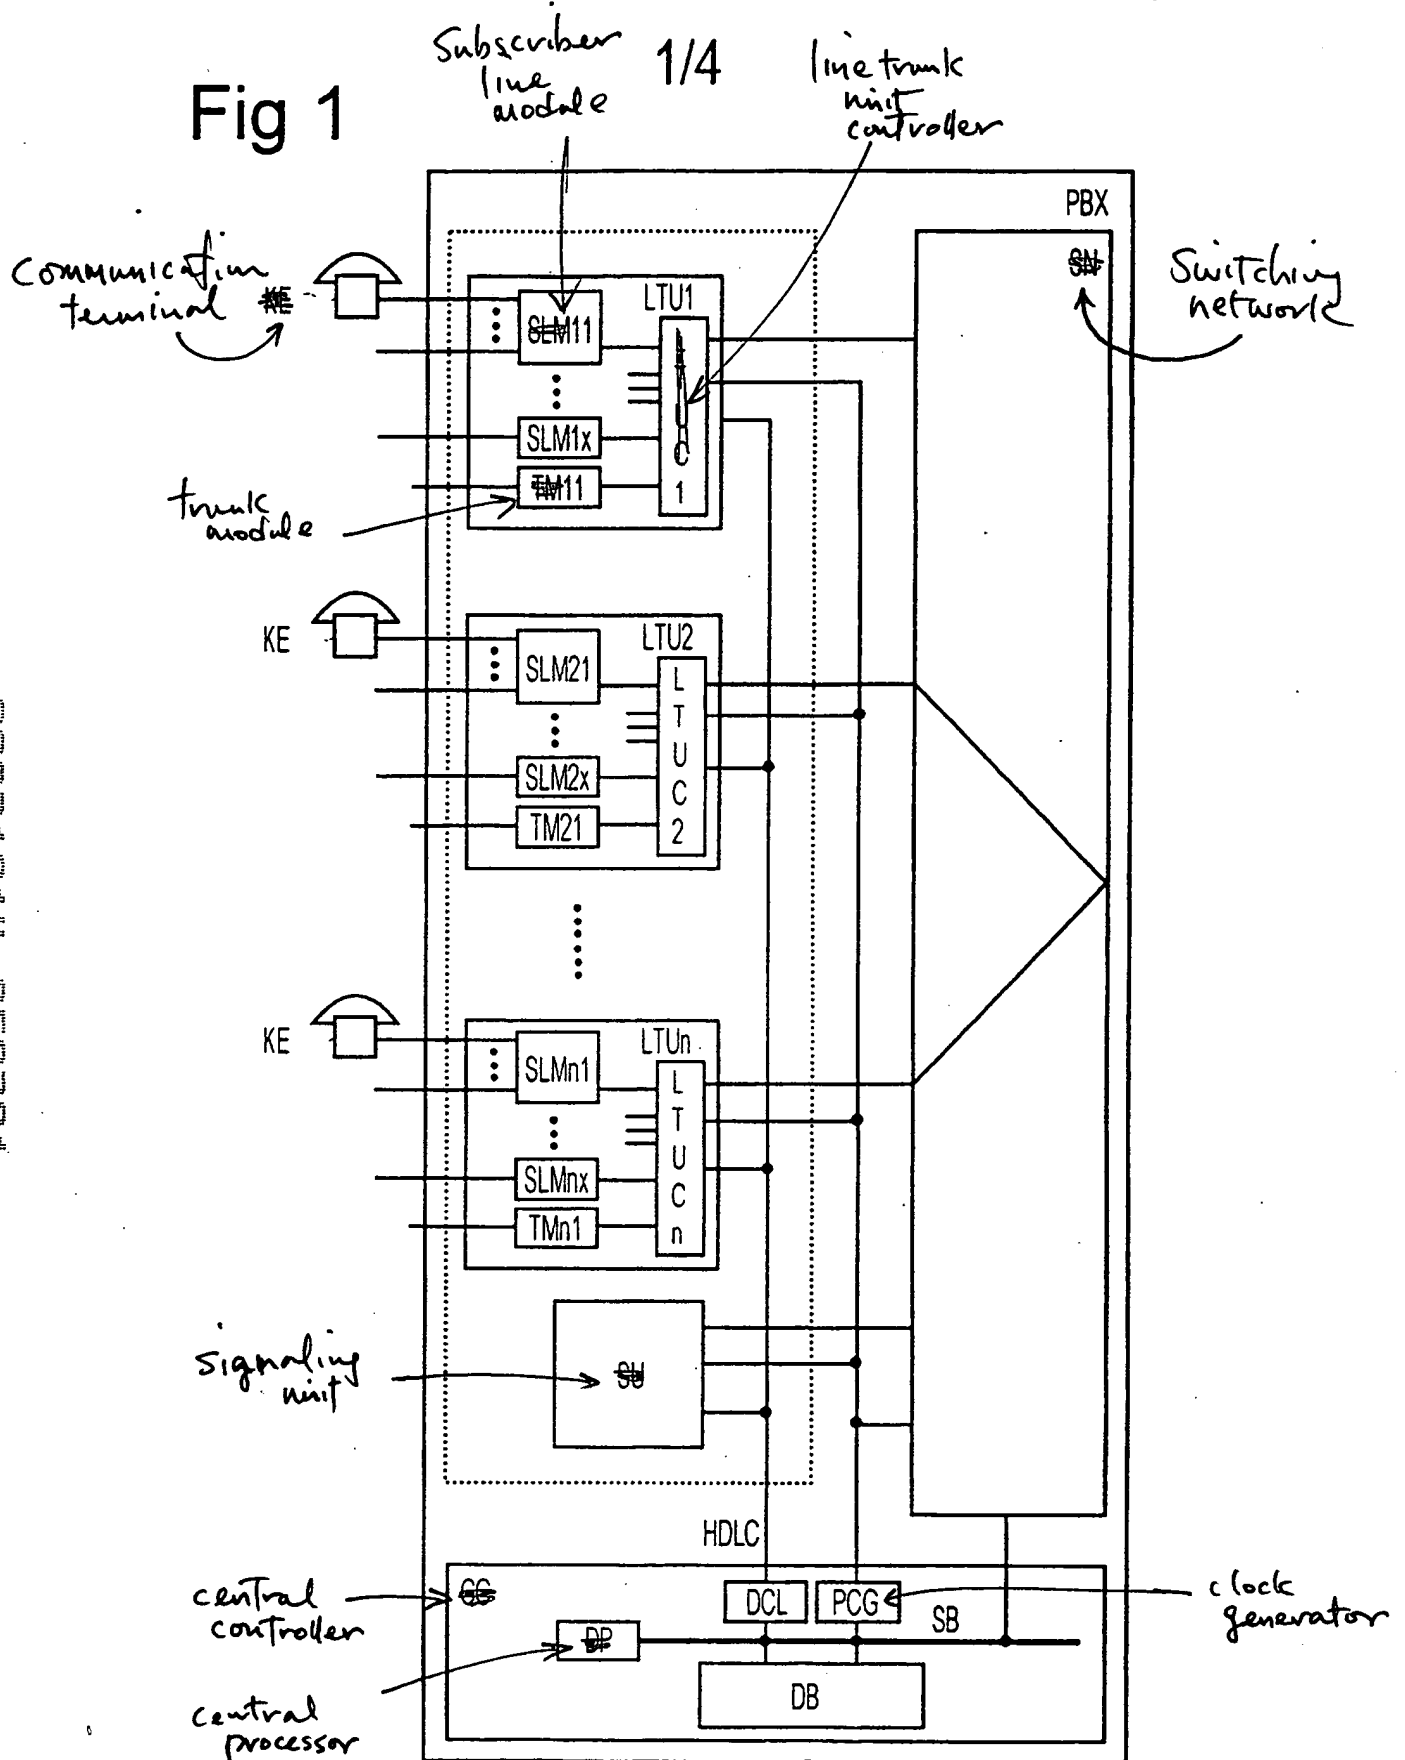 1/4
Fig 1
Subscriber
line
module
line trunk
unit
controller
PBX
SN
Switching
network
Communication
terminal
LTU1
SLM11
SLM1x
TM11
C
1
trunk
module
KE
LTU2
SLM21
SLM2x
TM21
L
T
U
C
2
KE
LTUn
SLMn1
SLMnx
TMn1
L
T
U
C
n
signaling
unit
SU
HDLC
central
controller
DCL
PCG
SB
clock
generator
DP
DB
central
processor